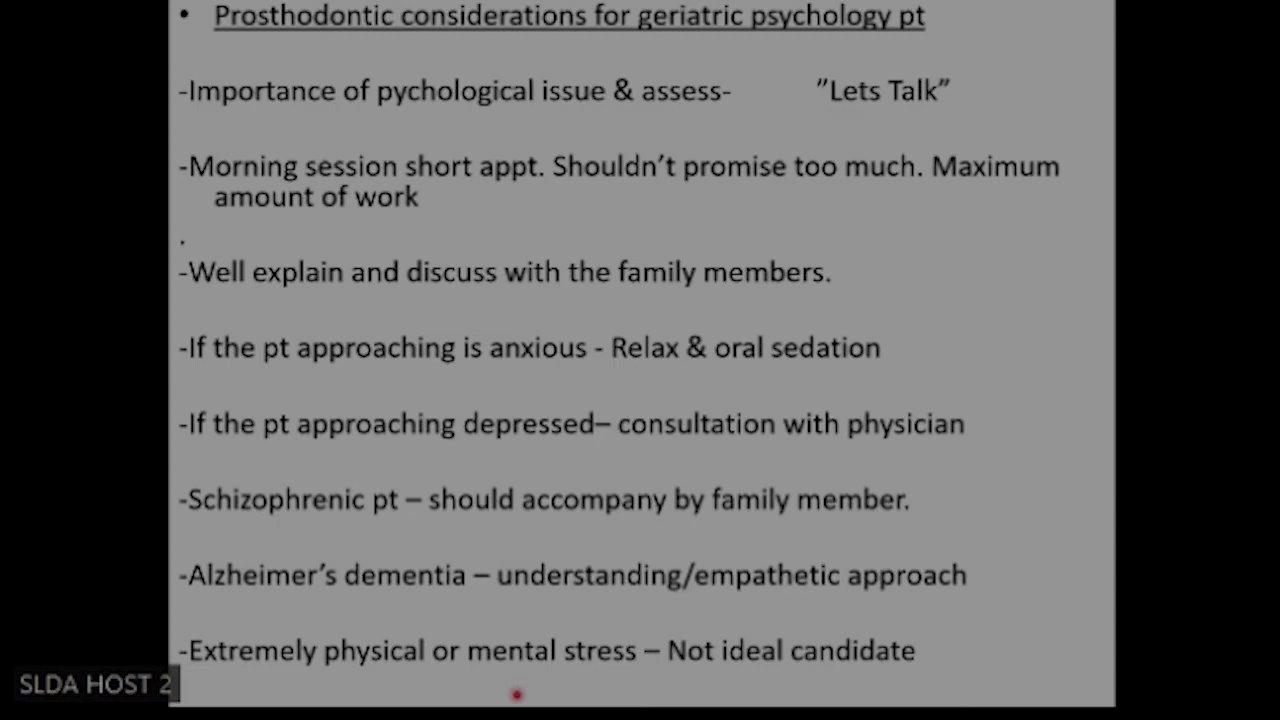 • Prosthodontic considerations for geriatric psychology pt
-Importance of pychological issue & assess- ”Lets Talk”
-Morning session short appt. Shouldn’t promise too much. Maximum
amount of work
.
-Well explain and discuss with the family members.
-If the pt approaching is anxious - Relax & oral sedation
-If the pt approaching depressed– consultation with physician
-Schizophrenic pt – should accompany by family member.
-Alzheimer’s dementia – understanding/empathetic approach
-Extremely physical or mental stress – Not ideal candidate
SLDA HOST 2